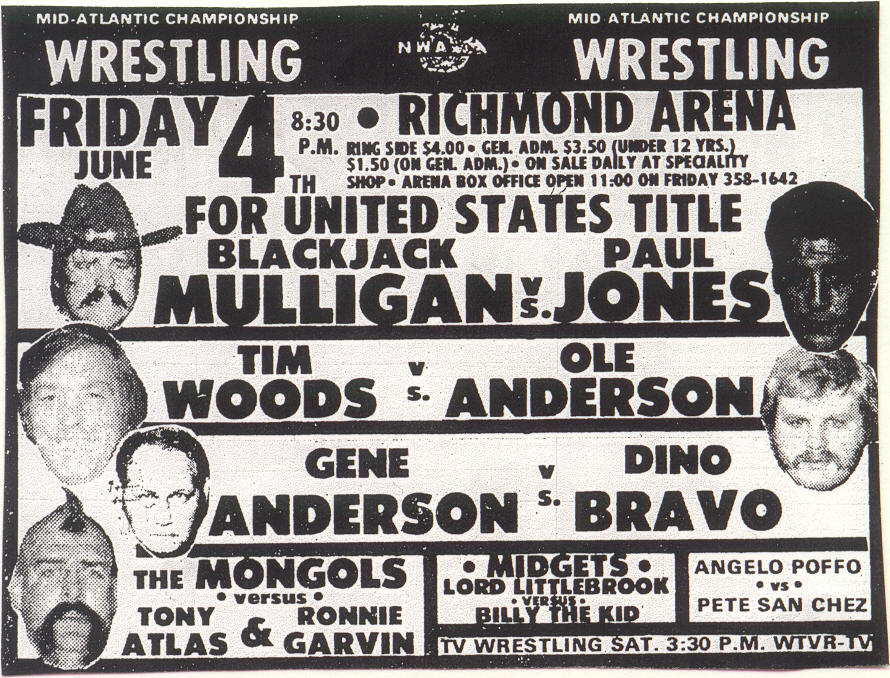 MID-ATLANTIC CHAMPIONSHIP
WRESTLING
NWA
MID ATLANTIC CHAMPIONSHIP
WRESTLING
FRIDAY 4TH
JUNE
8:30 P.M.
• RICHMOND ARENA
RING SIDE $4.00 • GEN. ADM. $3.50 (UNDER 12 YRS.)
$1.50 (ON GEN. ADM.) • ON SALE DAILY AT SPECIALITY
SHOP • ARENA BOX OFFICE OPEN 11:00 ON FRIDAY 358-1642
FOR UNITED STATES TITLE
BLACKJACK PAUL
MULLIGAN vs. JONES
TIM OLE
WOODS vs. ANDERSON
GENE DINO
ANDERSON vs. BRAVO
THE MONGOLS
• versus •
TONY RONNIE
ATLAS & GARVIN
• MIDGETS •
LORD LITTLEBROOK
• VERSUS •
BILLY THE KID
ANGELO POFFO
• vs •
PETE SAN CHEZ
TV WRESTLING SAT. 3:30 P.M. WTVR-TV